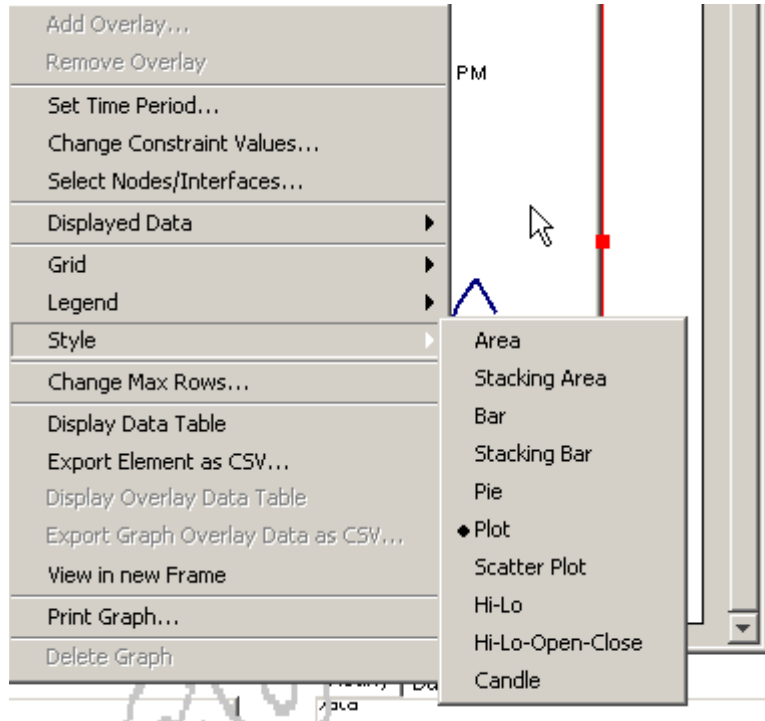 Add Overlay...
Remove Overlay
PM
Set Time Period...
Change Constraint Values...
Select Nodes/Interfaces...
Displayed Data
Grid
Legend
Style
Change Max Rows...
Display Data Table
Export Element as CSV...
Display Overlay Data Table
Export Graph Overlay Data as CSV...
View in new Frame
Print Graph...
Delete Graph
Area
Stacking Area
Bar
Stacking Bar
Pie
Plot
Scatter Plot
Hi-Lo
Hi-Lo-Open-Close
Candle